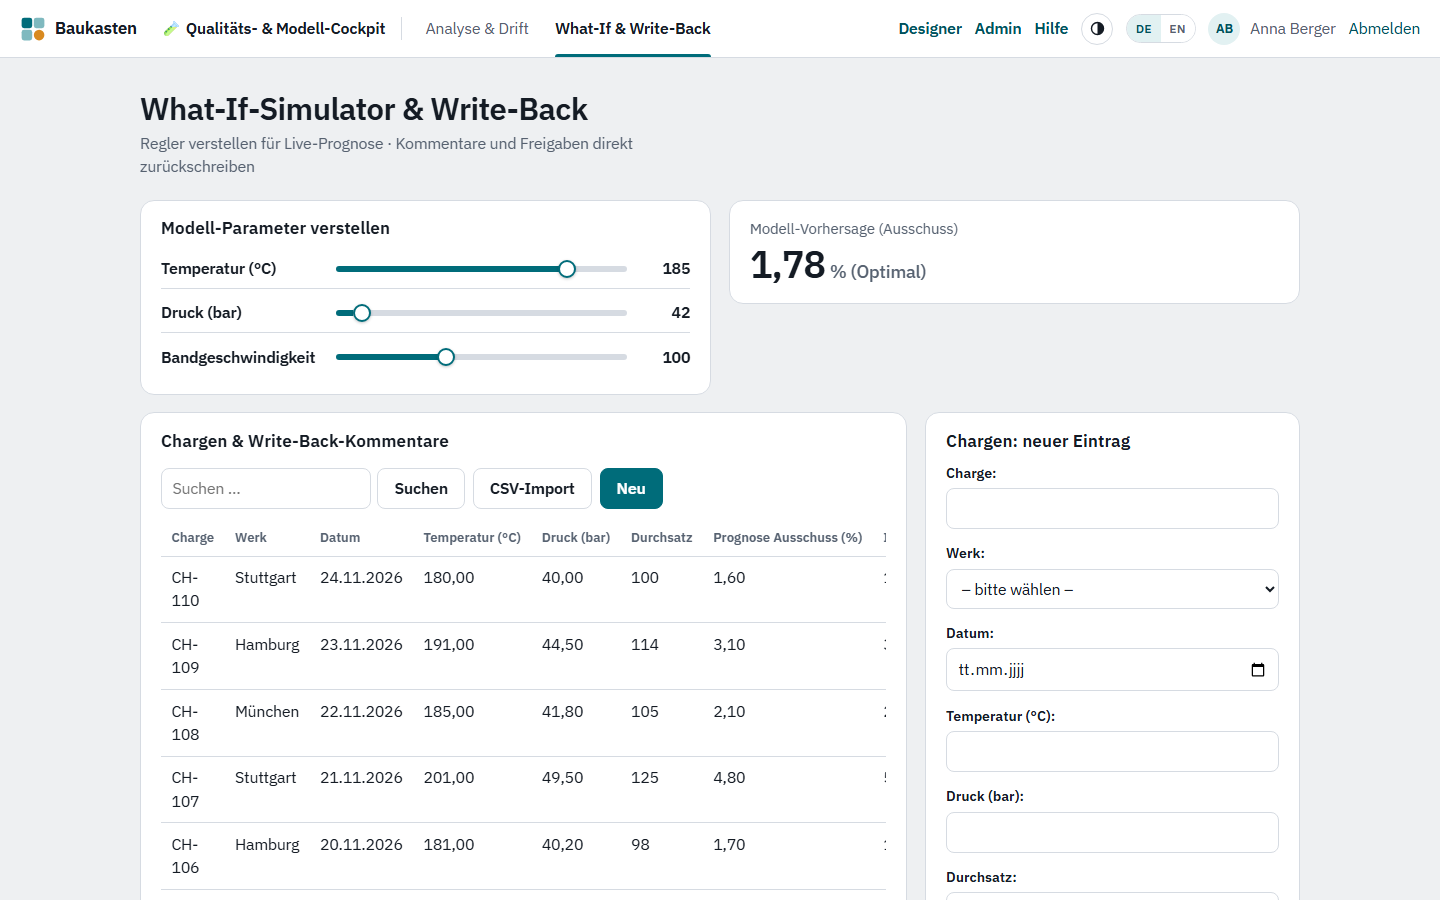 Baukasten
Qualitäts- & Modell-Cockpit
Analyse & Drift
What-If & Write-Back
Designer
Admin
Hilfe
DE
EN
AB
Anna Berger
Abmelden
What-If-Simulator & Write-Back
Regler verstellen für Live-Prognose · Kommentare und Freigaben direkt
zurückschreiben
Modell-Parameter verstellen
Temperatur (°C) 185
Druck (bar) 42
Bandgeschwindigkeit 100
Modell-Vorhersage (Ausschuss)
1,78 % (Optimal)
Chargen & Write-Back-Kommentare
Suchen ...
Suchen
CSV-Import
Neu
Charge Werk Datum Temperatur (°C) Druck (bar) Durchsatz Prognose Ausschuss (%)
CH-110 Stuttgart 24.11.2026 180,00 40,00 100 1,60
CH-109 Hamburg 23.11.2026 191,00 44,50 114 3,10
CH-108 München 22.11.2026 185,00 41,80 105 2,10
CH-107 Stuttgart 21.11.2026 201,00 49,50 125 4,80
CH-106 Hamburg 20.11.2026 181,00 40,20 98 1,70
Chargen: neuer Eintrag
Charge:
Werk:
– bitte wählen –
Datum:
tt.mm.jjjj
Temperatur (°C):
Druck (bar):
Durchsatz: